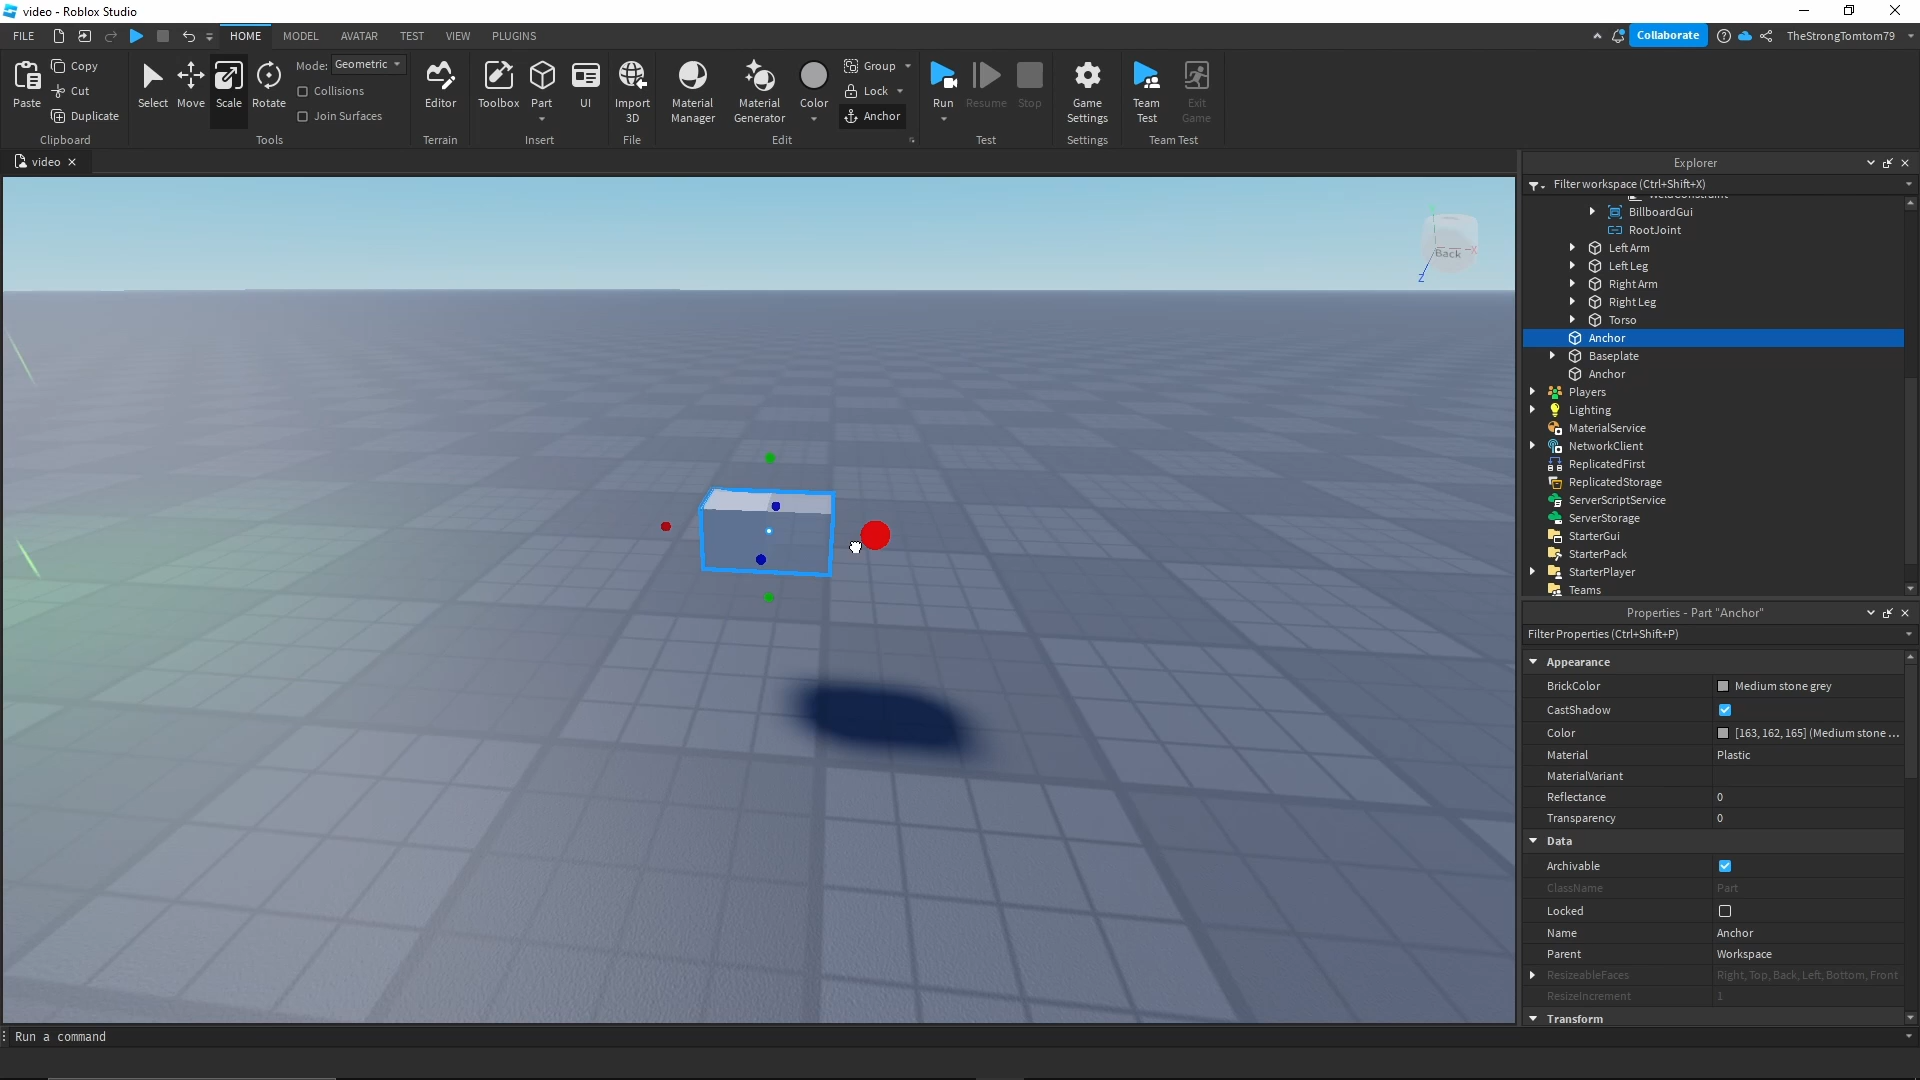 video - Roblox Studio
FILE HOME MODEL AVATAR TEST VIEW PLUGINS Collaborate TheStrongTomtom79
Paste Copy Cut Duplicate Clipboard
Select Move Scale Rotate Mode: Geometric Collisions Join Surfaces Tools
Editor Terrain
Toolbox Part UI Insert
Import 3D File
Material Manager Material Generator Color Group Lock Anchor Edit
Run Resume Stop Test
Game Settings Settings
Team Test Exit Game Team Test
video
Back
X
Z
Explorer
Filter workspace (Ctrl+Shift+X)
WeldConstraint
BillboardGui
RootJoint
Left Arm
Left Leg
Right Arm
Right Leg
Torso
Anchor
Baseplate
Anchor
Players
Lighting
MaterialService
NetworkClient
ReplicatedFirst
ReplicatedStorage
ServerScriptService
ServerStorage
StarterGui
StarterPack
StarterPlayer
Teams
Properties - Part "Anchor"
Filter Properties (Ctrl+Shift+P)
Appearance
BrickColor Medium stone grey
CastShadow
Color [163, 162, 165] (Medium stone ...
Material Plastic
MaterialVariant
Reflectance 0
Transparency 0
Data
Archivable
ClassName Part
Locked
Name Anchor
Parent Workspace
ResizeableFaces Right, Top, Back, Left, Bottom, Front
ResizeIncrement 1
Transform
Run a command